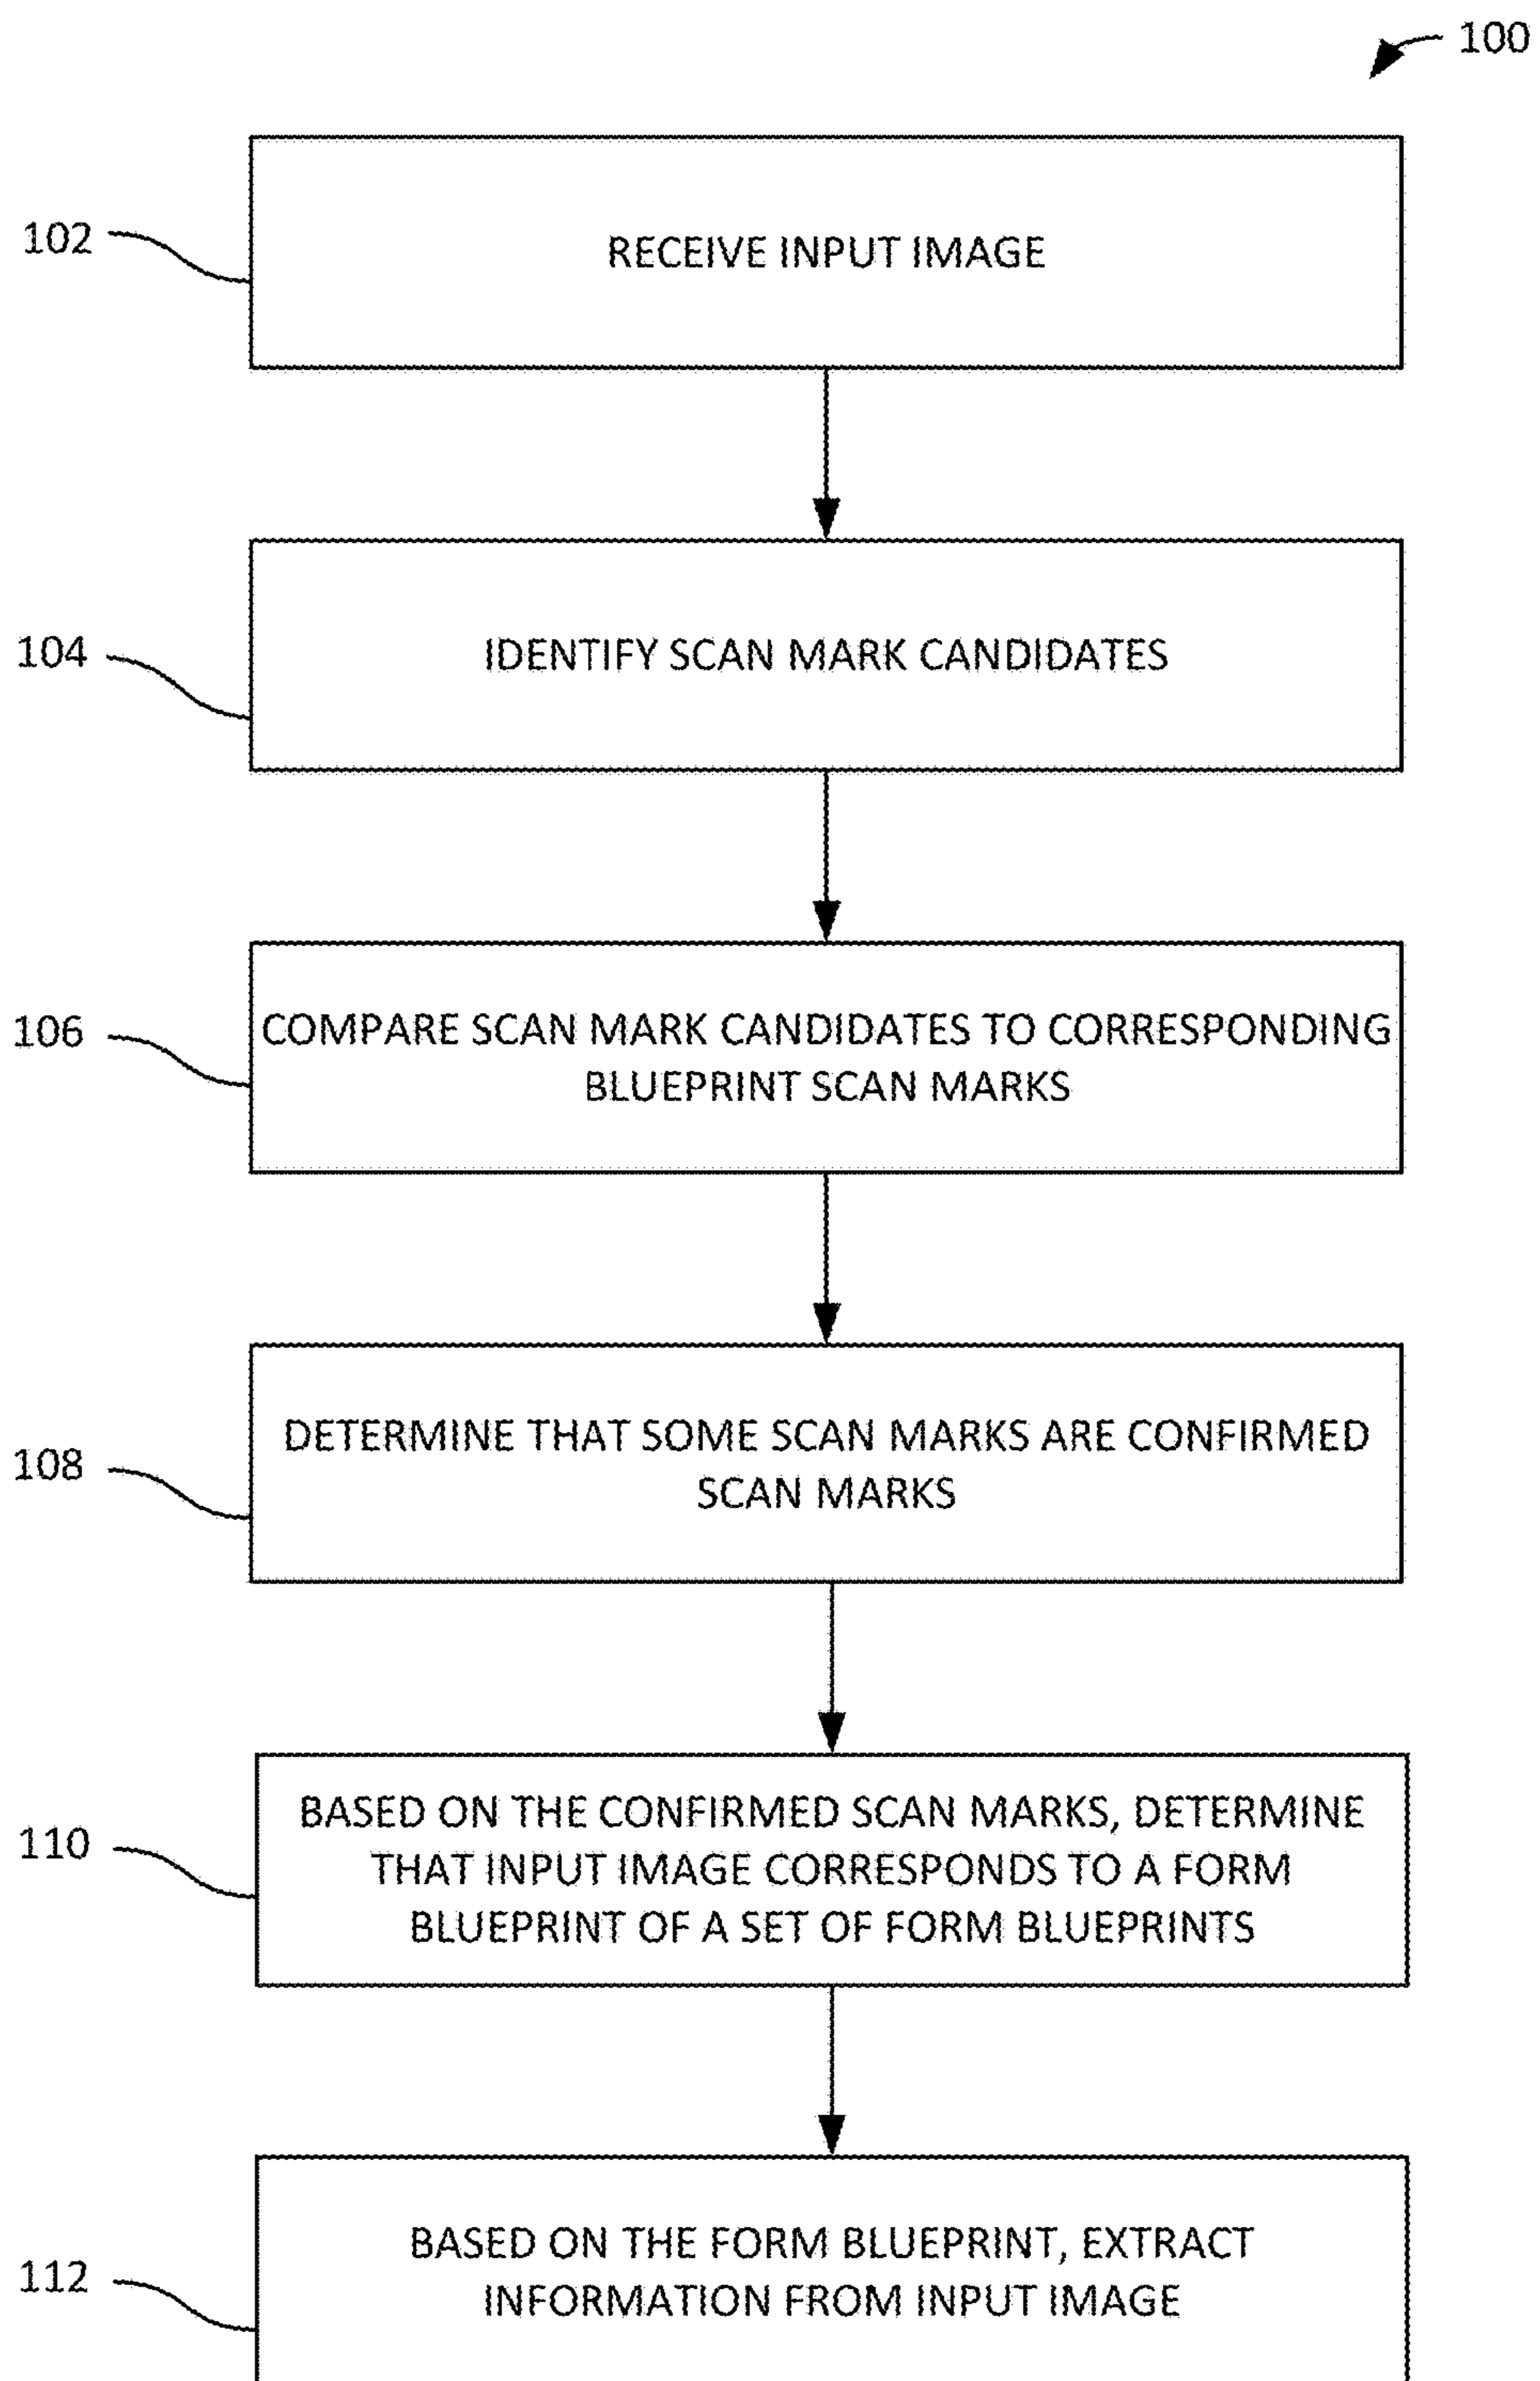 100
102
RECEIVE INPUT IMAGE
104
IDENTIFY SCAN MARK CANDIDATES
106
COMPARE SCAN MARK CANDIDATES TO CORRESPONDING
BLUEPRINT SCAN MARKS
108
DETERMINE THAT SOME SCAN MARKS ARE CONFIRMED
SCAN MARKS
110
BASED ON THE CONFIRMED SCAN MARKS, DETERMINE
THAT INPUT IMAGE CORRESPONDS TO A FORM
BLUEPRINT OF A SET OF FORM BLUEPRINTS
112
BASED ON THE FORM BLUEPRINT, EXTRACT
INFORMATION FROM INPUT IMAGE